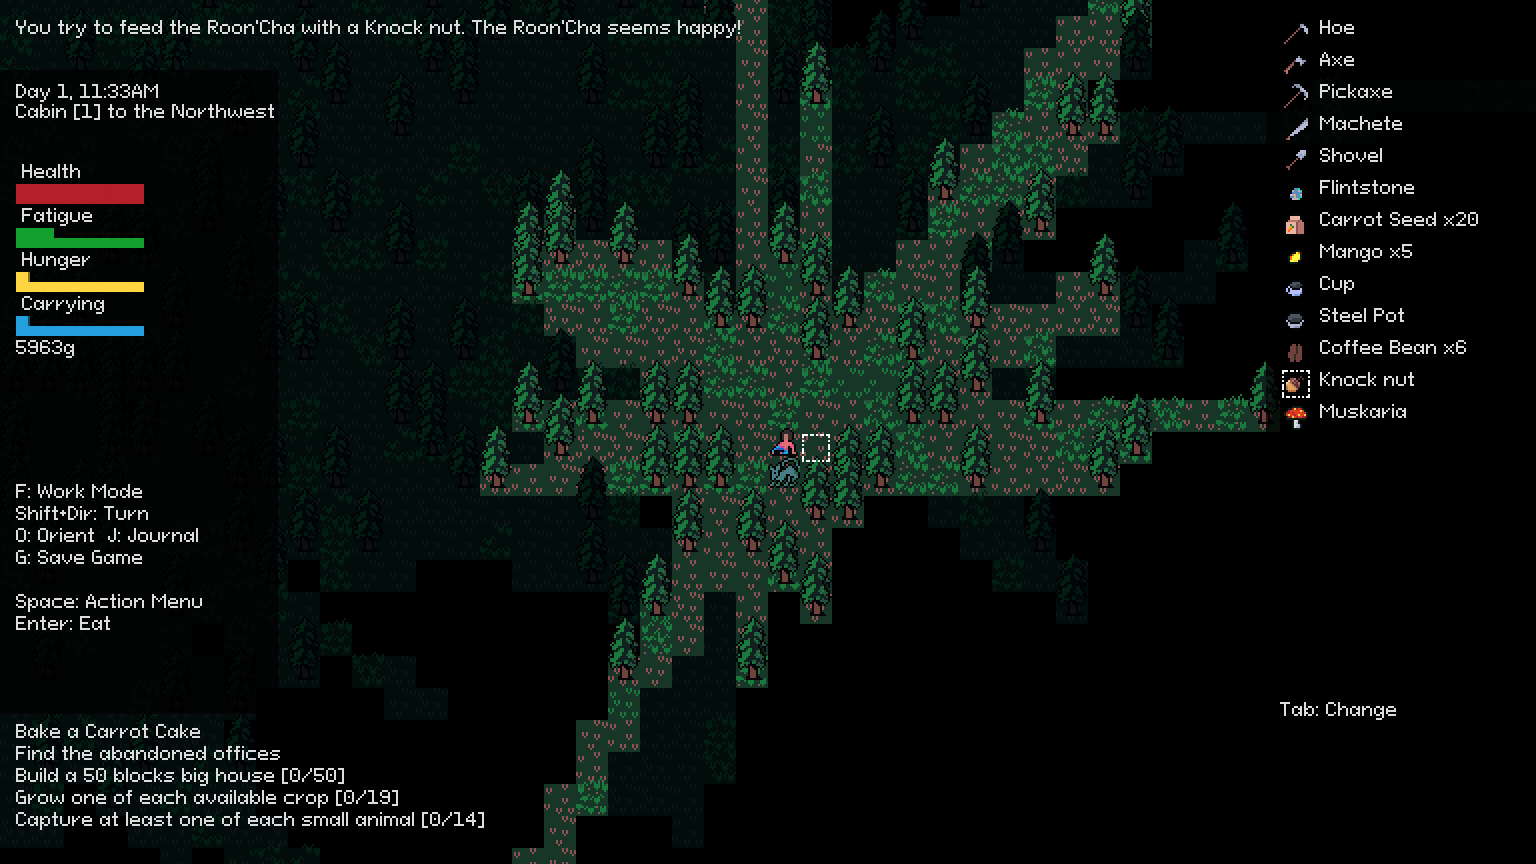 You try to feed the Roon'Cha with a Knock nut. The Roon'Cha seems happy!
Day 1, 11:33AM
Cabin [1] to the Northwest
Health
Fatigue
Hunger
Carrying
5963g
F: Work Mode
Shift+Dir: Turn
O: Orient J: Journal
G: Save Game
Space: Action Menu
Enter: Eat
Bake a Carrot Cake
Find the abandoned offices
Build a 50 blocks big house [0/50]
Grow one of each available crop [0/19]
Capture at least one of each small animal [0/14]
Hoe
Axe
Pickaxe
Machete
Shovel
Flintstone
Carrot Seed x20
Mango x5
Cup
Steel Pot
Coffee Bean x6
Knock nut
Muskaria
Tab: Change